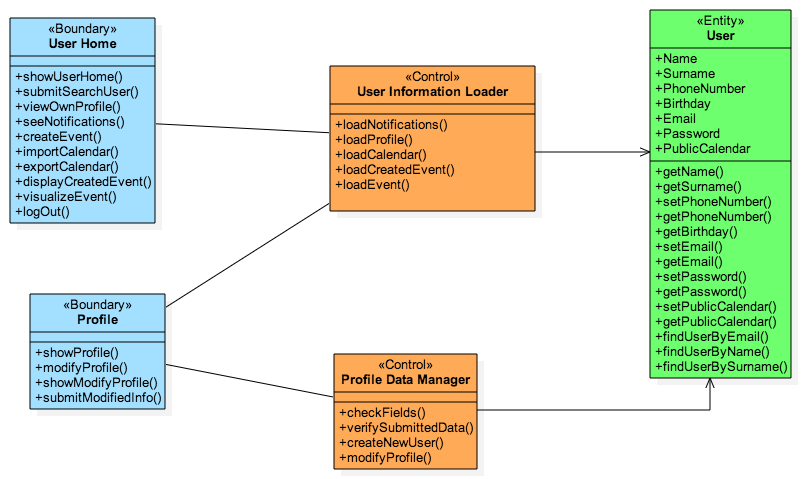 «Boundary»
User Home
+showUserHome()
+submitSearchUser()
+viewOwnProfile()
+seeNotifications()
+createEvent()
+importCalendar()
+exportCalendar()
+displayCreatedEvent()
+visualizeEvent()
+logOut()
«Control»
User Information Loader
+loadNotifications()
+loadProfile()
+loadCalendar()
+loadCreatedEvent()
+loadEvent()
«Entity»
User
+Name
+Surname
+PhoneNumber
+Birthday
+Email
+Password
+PublicCalendar
+getName()
+getSurname()
+setPhoneNumber()
+getPhoneNumber()
+getBirthday()
+setEmail()
+getEmail()
+setPassword()
+getPassword()
+setPublicCalendar()
+getPublicCalendar()
+findUserByEmail()
+findUserByName()
+findUserBySurname()
«Boundary»
Profile
+showProfile()
+modifyProfile()
+showModifyProfile()
+submitModifiedInfo()
«Control»
Profile Data Manager
+checkFields()
+verifySubmittedData()
+createNewUser()
+modifyProfile()